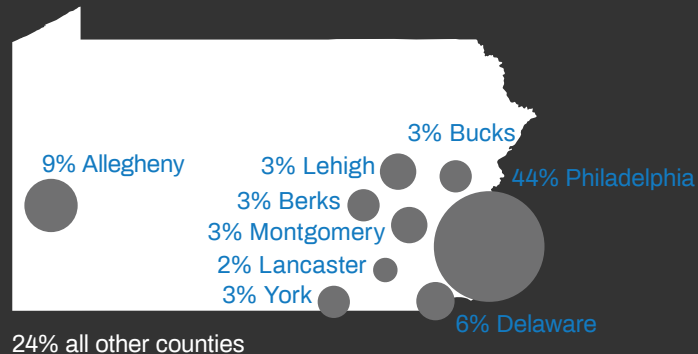 3% Bucks
9% Allegheny
3% Lehigh
44% Philadelphia
3% Berks
3% Montgomery
2% Lancaster
3% York
6% Delaware
24% all other counties